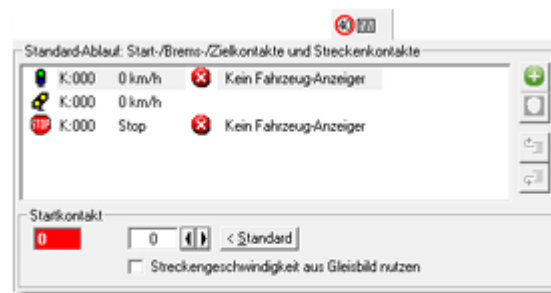 40
Standard-Ablauf: Start-/Brems-/Zielkontakte und Streckenkontakte
K:000 0 km/h Kein Fahrzeug-Anzeiger
K:000 0 km/h
STOP K:000 Stop Kein Fahrzeug-Anzeiger
Startkontakt
0 0 < Standard
Streckengeschwindigkeit aus Gleisbild nutzen